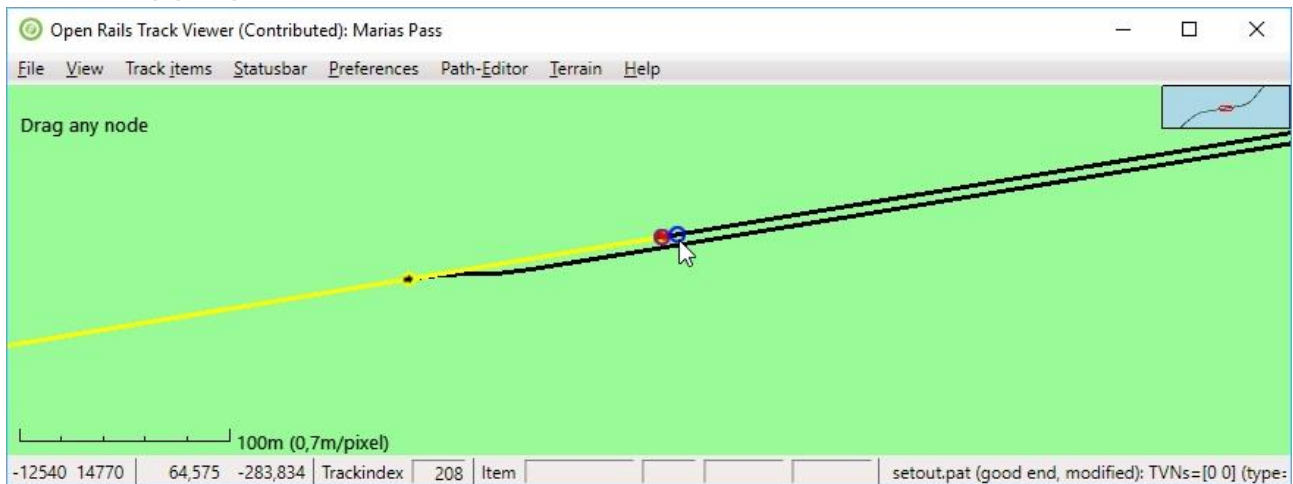 Open Rails Track Viewer (Contributed): Marias Pass
File View Track items Statusbar Preferences Path-Editor Terrain Help
Drag any node
100m (0,7m/pixel)
-12540 14770 64,575 -283,834 Trackindex 208 Item setout.pat (good end, modified): TVNs=[0 0] (type=